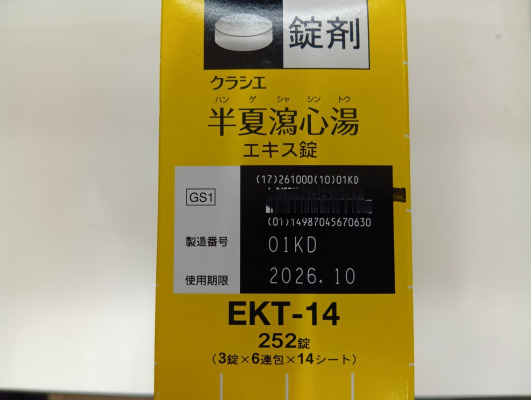 錠剤
クラシエ
ハン ゲ シャ シン トウ
半夏瀉心湯
エキス錠
(17)261000(10)01KD
GS1
(01)14987045670630
製造番号 01KD
使用期限 2026.10
EKT-14
252錠
(3錠×6連包×14シート)